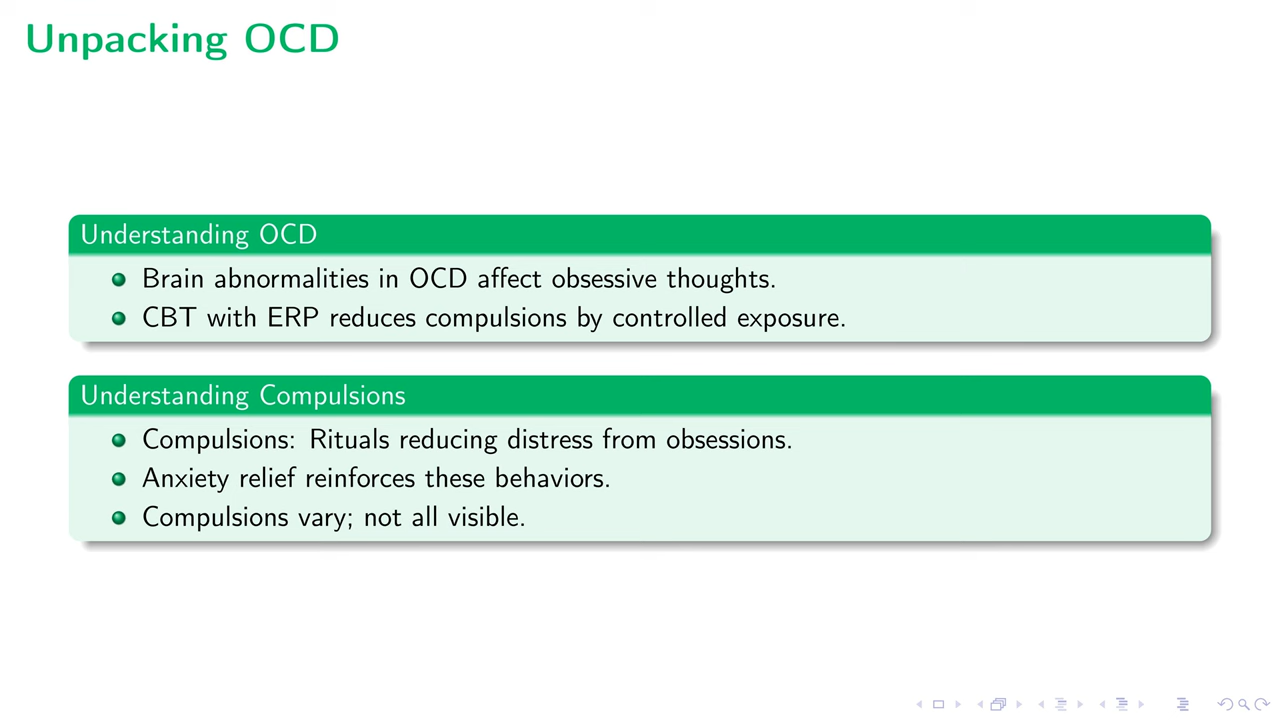 Unpacking OCD
Understanding OCD
Brain abnormalities in OCD affect obsessive thoughts.
CBT with ERP reduces compulsions by controlled exposure.
Understanding Compulsions
Compulsions: Rituals reducing distress from obsessions.
Anxiety relief reinforces these behaviors.
Compulsions vary; not all visible.